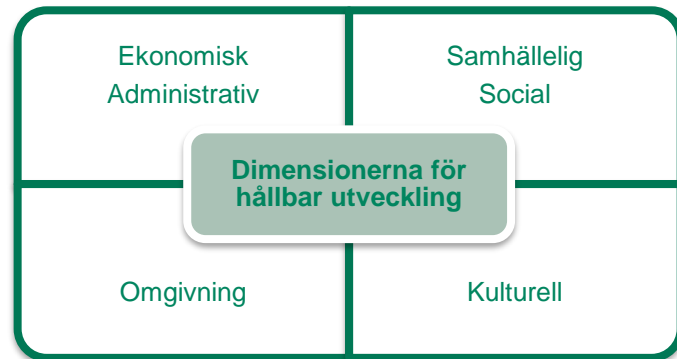 Ekonomisk
Administrativ
Samhällelig
Social
Dimensionerna för
hållbar utveckling
Omgivning
Kulturell